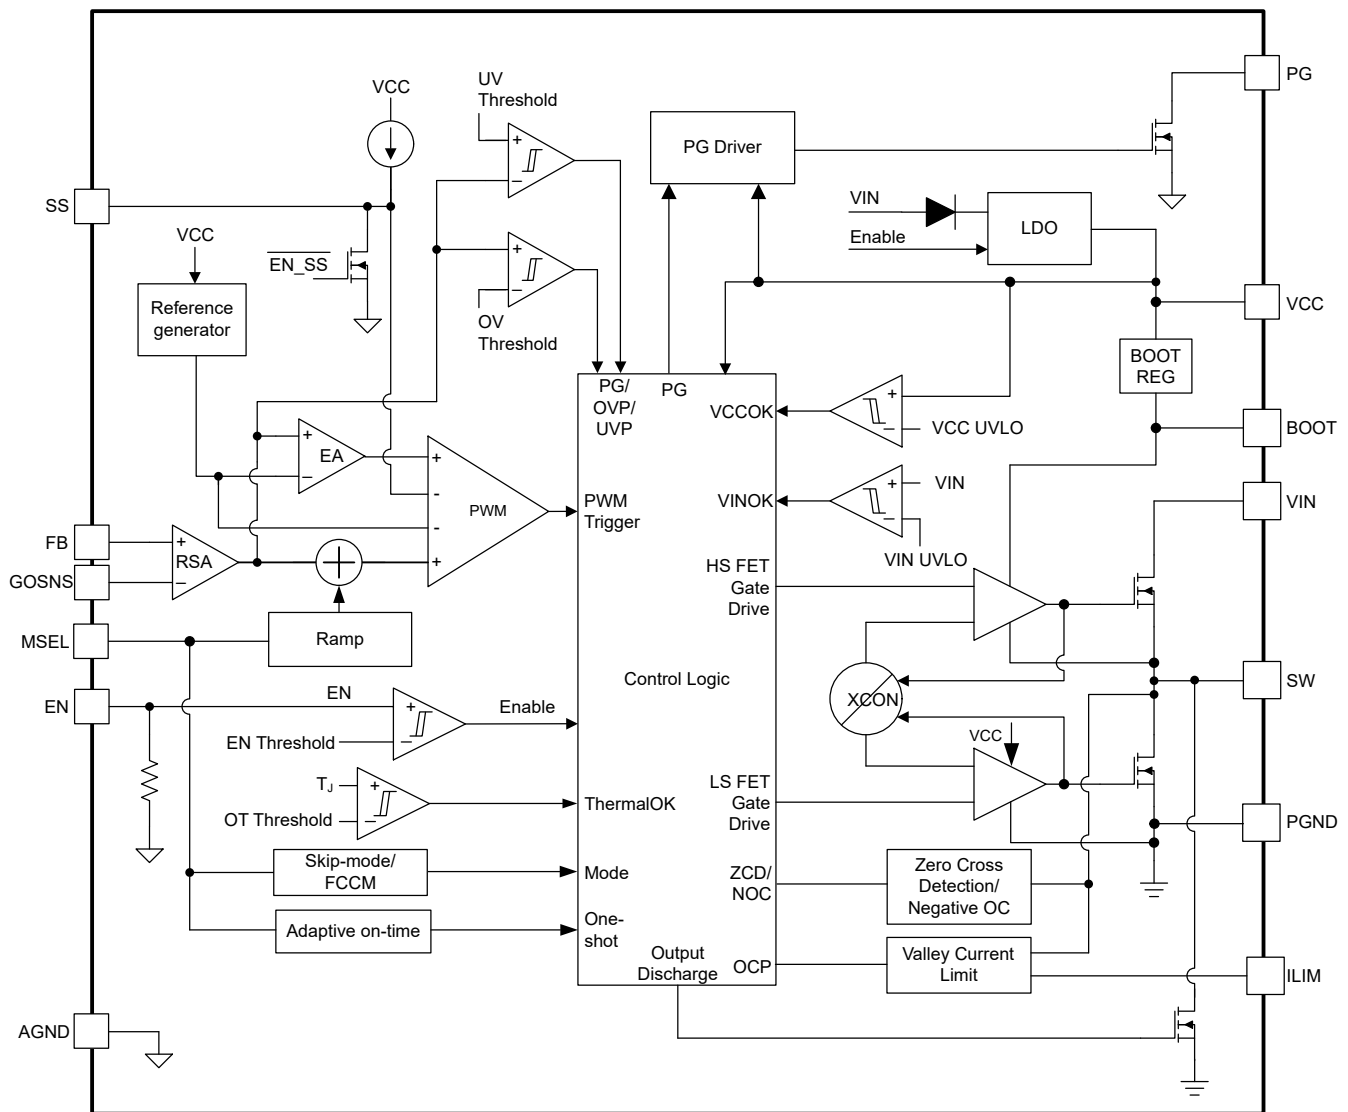 UV
Threshold
VCC
PG
PG Driver
SS
VIN
LDO
Enable
VCC
EN_SS
Reference
generator
OV
Threshold
VCC
BOOT
REG
PG/
OVP/
UVP
PG
VCCOK
VCC UVLO
BOOT
EA
VINOK
VIN
VIN
PWM
PWM
Trigger
FB
RSA
GOSNS
VIN UVLO
HS FET
Gate
Drive
MSEL
Ramp
Control Logic
XCON
SW
EN
EN
Enable
EN Threshold
VCC
TJ
OT Threshold
ThermalOK
LS FET
Gate
Drive
PGND
Skip-mode/
FCCM
Mode
ZCD/
NOC
Zero Cross
Detection/
Negative OC
Adaptive on-time
One-
shot
Output
Discharge
OCP
Valley Current
Limit
ILIM
AGND
+
−
+
−
+
−
+
-
-
+
+
−
+
−
+
−
+
−
+
−